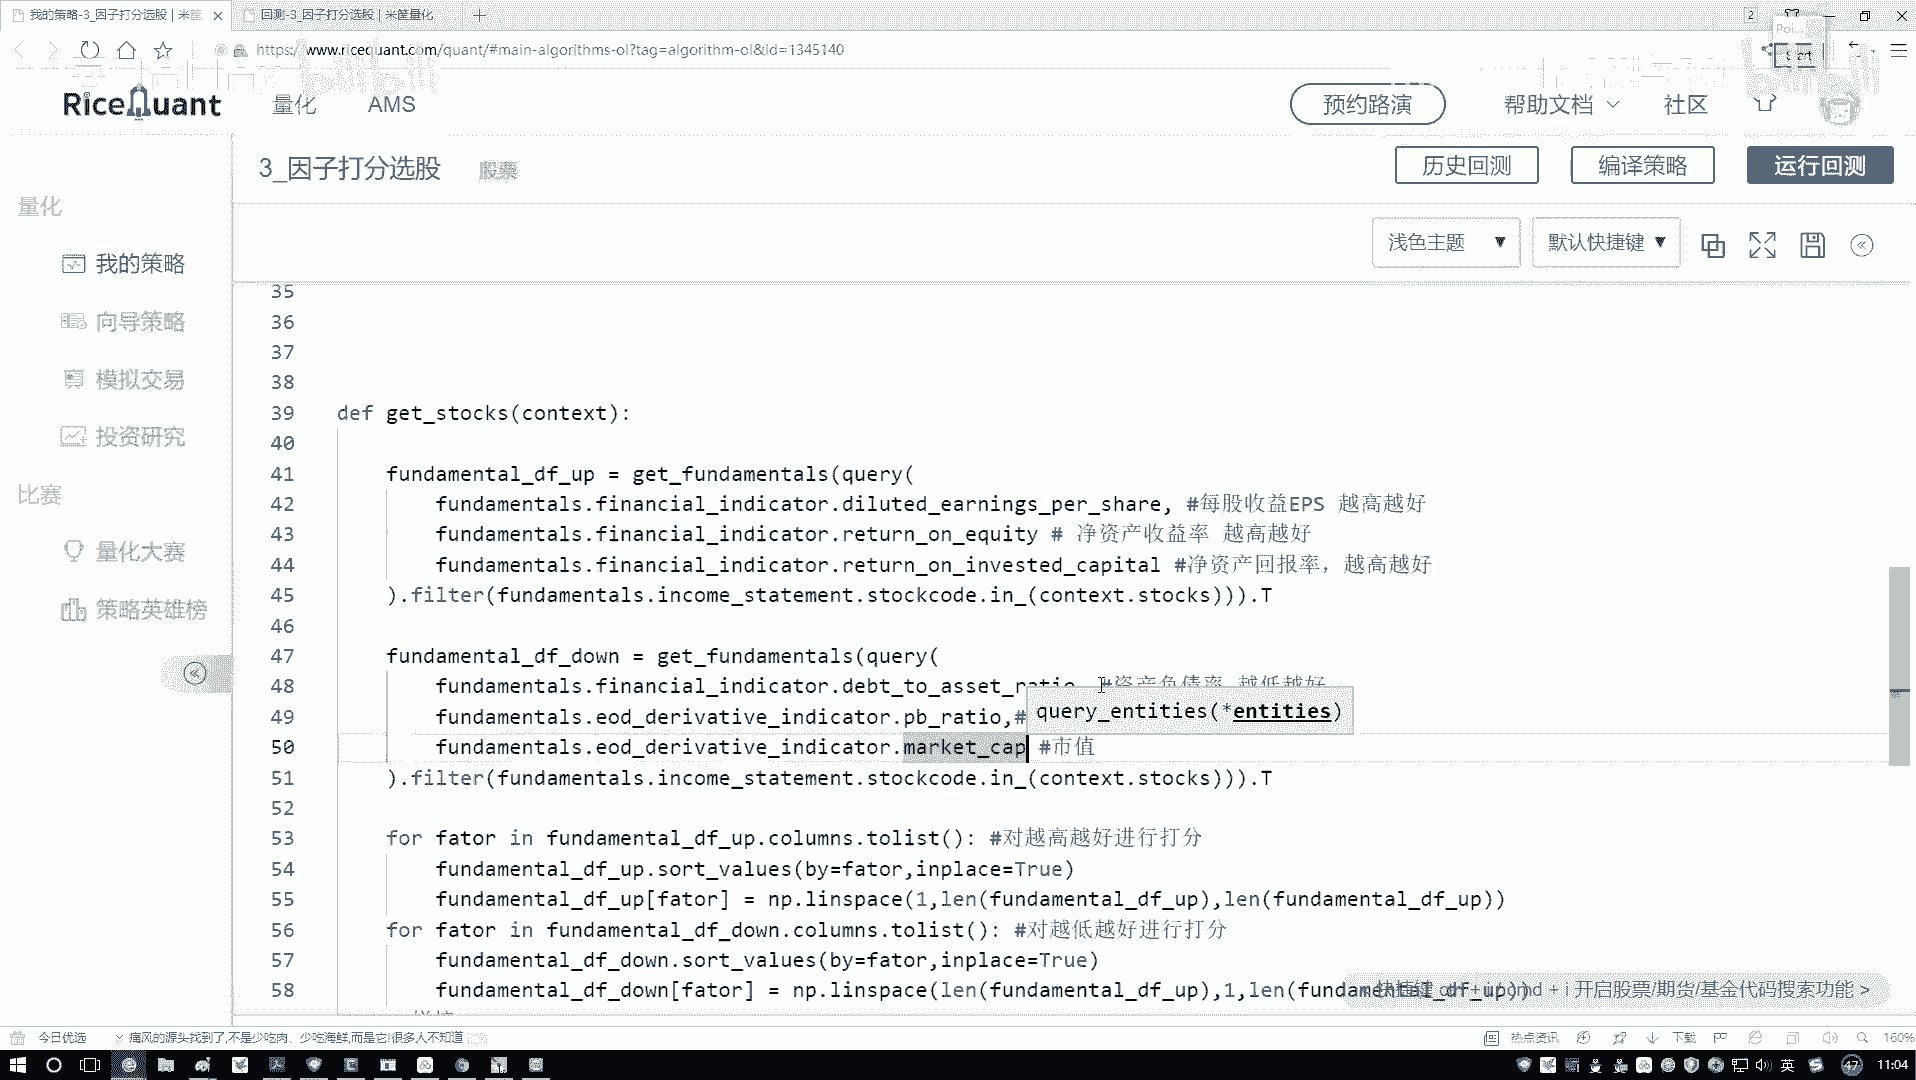 我的策略-3_因子打分选股 | 米筐
回测-3_因子打分选股 | 米筐量化
2
https://www.ricequant.com/quant/#main-algorithms-ol?tag=algorithm-ol&id=1345140
RiceQuant
量化
AMS
预约路演
帮助文档
社区
3_因子打分选股
股票
历史回测
编译策略
运行回测
浅色主题
默认快捷键
量化
我的策略
向导策略
模拟交易
投资研究
比赛
量化大赛
策略英雄榜
35
36
37
38
39 def get_stocks(context):
40
41 fundamental_df_up = get_fundamentals(query(
42 fundamentals.financial_indicator.diluted_earnings_per_share, #每股收益EPS 越高越好
43 fundamentals.financial_indicator.return_on_equity # 净资产收益率 越高越好
44 fundamentals.financial_indicator.return_on_invested_capital #净资产回报率，越高越好
45 ).filter(fundamentals.income_statement.stockcode.in_(context.stocks))).T
46
47 fundamental_df_down = get_fundamentals(query(
48 fundamentals.financial_indicator.debt_to_asset_ratio, #资产负债率 越低越好
49 fundamentals.eod_derivative_indicator.pb_ratio,#
query_entities(*entities)
50 fundamentals.eod_derivative_indicator.market_cap #市值
51 ).filter(fundamentals.income_statement.stockcode.in_(context.stocks))).T
52
53 for fator in fundamental_df_up.columns.tolist(): #对越高越好进行打分
54 fundamental_df_up.sort_values(by=fator,inplace=True)
55 fundamental_df_up[fator] = np.linspace(1,len(fundamental_df_up),len(fundamental_df_up))
56 for fator in fundamental_df_down.columns.tolist(): #对越低越好进行打分
57 fundamental_df_down.sort_values(by=fator,inplace=True)
58 fundamental_df_down[fator] = np.linspace(len(fundamental_df_up),1,len(fundamental_df_up))
开启股票/期货/基金代码搜索功能 >
今日优选
痛风的源头找到了,不是少吃肉、少吃海鲜,而是它!很多人不知道
热点资讯
下载
160%
英
47
11:04